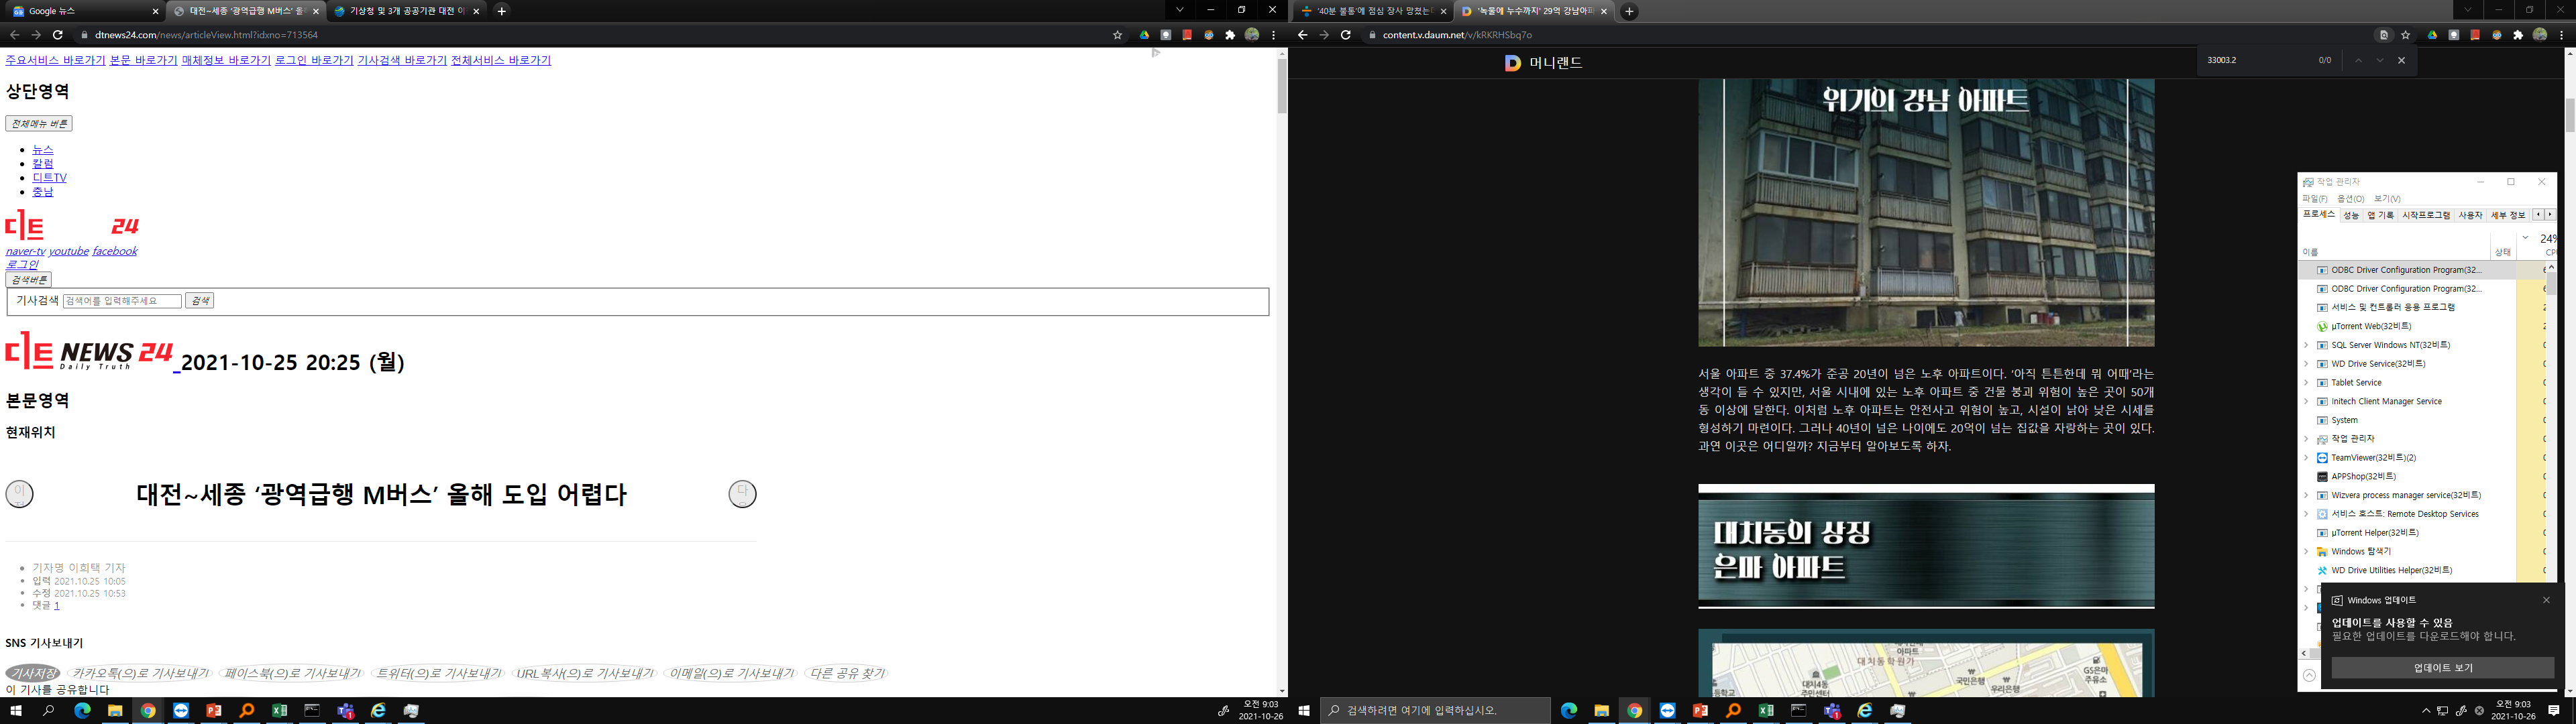 Google 뉴스
대전~세종 '광역급행 M버스' 올해
기상청 및 3개 공공기관 대전 이
dtnews24.com/news/articleView.html?idxno=713564
주요서비스 바로가기 본문 바로가기 매체정보 바로가기 로그인 바로가기 기사검색 바로가기 전체서비스 바로가기
상단영역
전체메뉴 버튼
뉴스
칼럼
디트TV
충남
디트 24
naver-tv youtube facebook
로그인
검색버튼
기사검색 검색어를 입력해주세요 검색
디트 NEWS 24 2021-10-25 20:25 (월)
Daily Truth
본문영역
현재위치
이
대전~세종 '광역급행 M버스' 올해 도입 어렵다
다
기자명 이희택 기자
입력 2021.10.25 10:05
수정 2021.10.25 10:53
댓글 1
SNS 기사보내기
기사저장 카카오톡(으)로 기사보내기 페이스북(으)로 기사보내기 트위터(으)로 기사보내기 URL복사(으)로 기사보내기 이메일(으)로 기사보내기 다른 공유 찾기
이 기사를 공유합니다
오전 9:03
2021-10-26
'40분 불통'에 점심 장사 망쳤는
'녹물에 누수까지' 29억 강남아파
content.v.daum.net/v/kRKRHSbq7o
33003.2 0/0
머니랜드
위기의 강남 아파트
서울 아파트 중 37.4%가 준공 20년이 넘은 노후 아파트이다. '아직 튼튼한데 뭐 어때'라는
생각이 들 수 있지만, 서울 시내에 있는 노후 아파트 중 건물 붕괴 위험이 높은 곳이 50개
동 이상에 달한다. 이처럼 노후 아파트는 안전사고 위험이 높고, 시설이 낡아 낮은 시세를
형성하기 마련이다. 그러나 40년이 넘은 나이에도 20억이 넘는 집값을 자랑하는 곳이 있다.
과연 이곳은 어디일까? 지금부터 알아보도록 하자.
대치동의 상징
은마 아파트
아파트
대치동학원가
대치4동
주민센터
국민은행
우리은행
GS은마
주유소
작업 관리자
파일(F) 옵션(O) 보기(V)
프로세스 성능 앱 기록 시작프로그램 사용자 세부 정보
24%
이름 상태 CP
ODBC Driver Configuration Program(32...
ODBC Driver Configuration Program(32...
서비스 및 컨트롤러 응용 프로그램
µTorrent Web(32비트)
SQL Server Windows NT(32비트)
WD Drive Service(32비트)
Tablet Service
Initech Client Manager Service
System
작업 관리자
TeamViewer(32비트)(2)
APPShop(32비트)
Wizvera process manager service(32비트)
서비스 호스트: Remote Desktop Services
µTorrent Helper(32비트)
Windows 탐색기
WD Drive Utilities Helper(32비트)
Windows 업데이트
업데이트를 사용할 수 있음
필요한 업데이트를 다운로드해야 합니다.
업데이트 보기
검색하려면 여기에 입력하십시오.
오전 9:03
2021-10-26